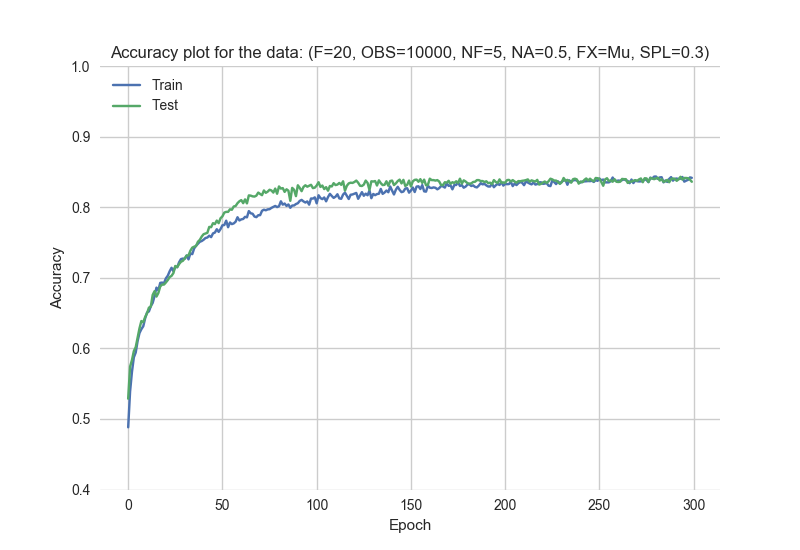 Accuracy plot for the data: (F=20, OBS=10000, NF=5, NA=0.5, FX=Mu, SPL=0.3)
1.0
Train
Test
0.9
0.8
0.7
Accuracy
0.6
0.5
0.4
0 50 100 150 200 250 300
Epoch